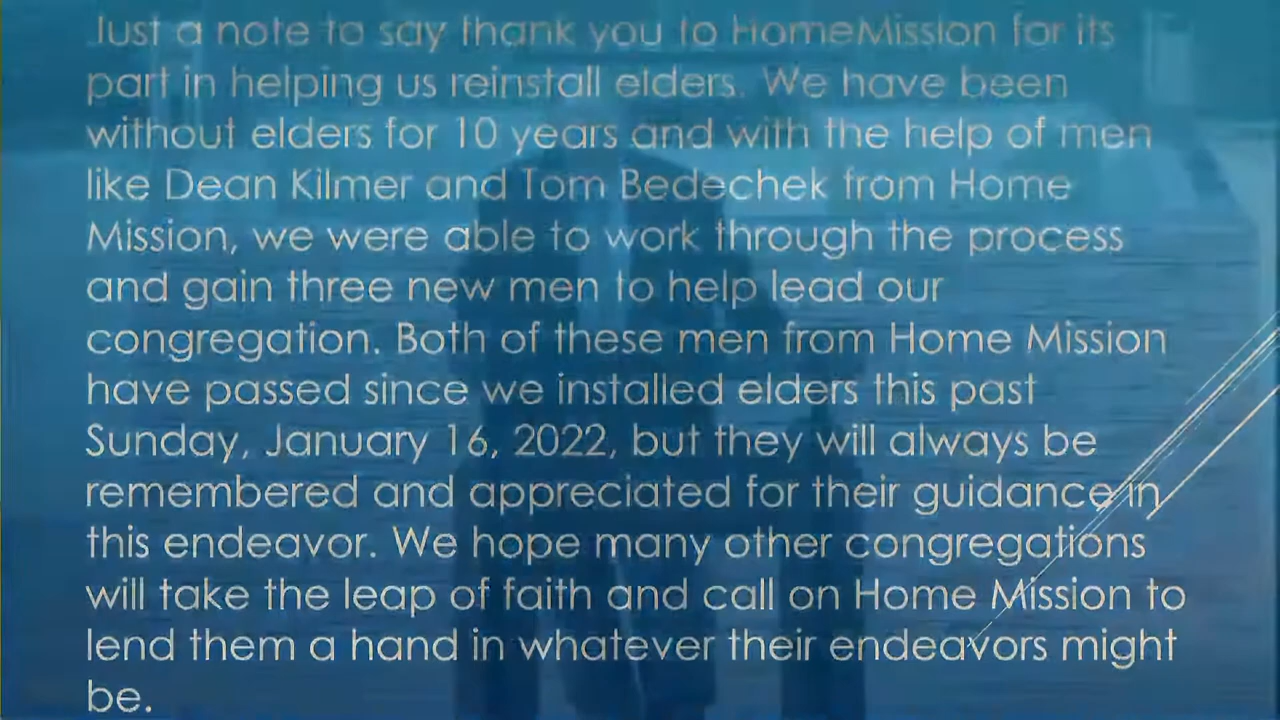 Just a note to say thank you to HomeMission for its
part in helping us reinstall elders. We have been
without elders for 10 years and with the help of men
like Dean Kilmer and Tom Bedechek from Home
Mission, we were able to work through the process
and gain three new men to help lead our
congregation. Both of these men from Home Mission
have passed since we installed elders this past
Sunday, January 16, 2022, but they will always be
remembered and appreciated for their guidance in
this endeavor. We hope many other congregations
will take the leap of faith and call on Home Mission to
lend them a hand in whatever their endeavors might
be.